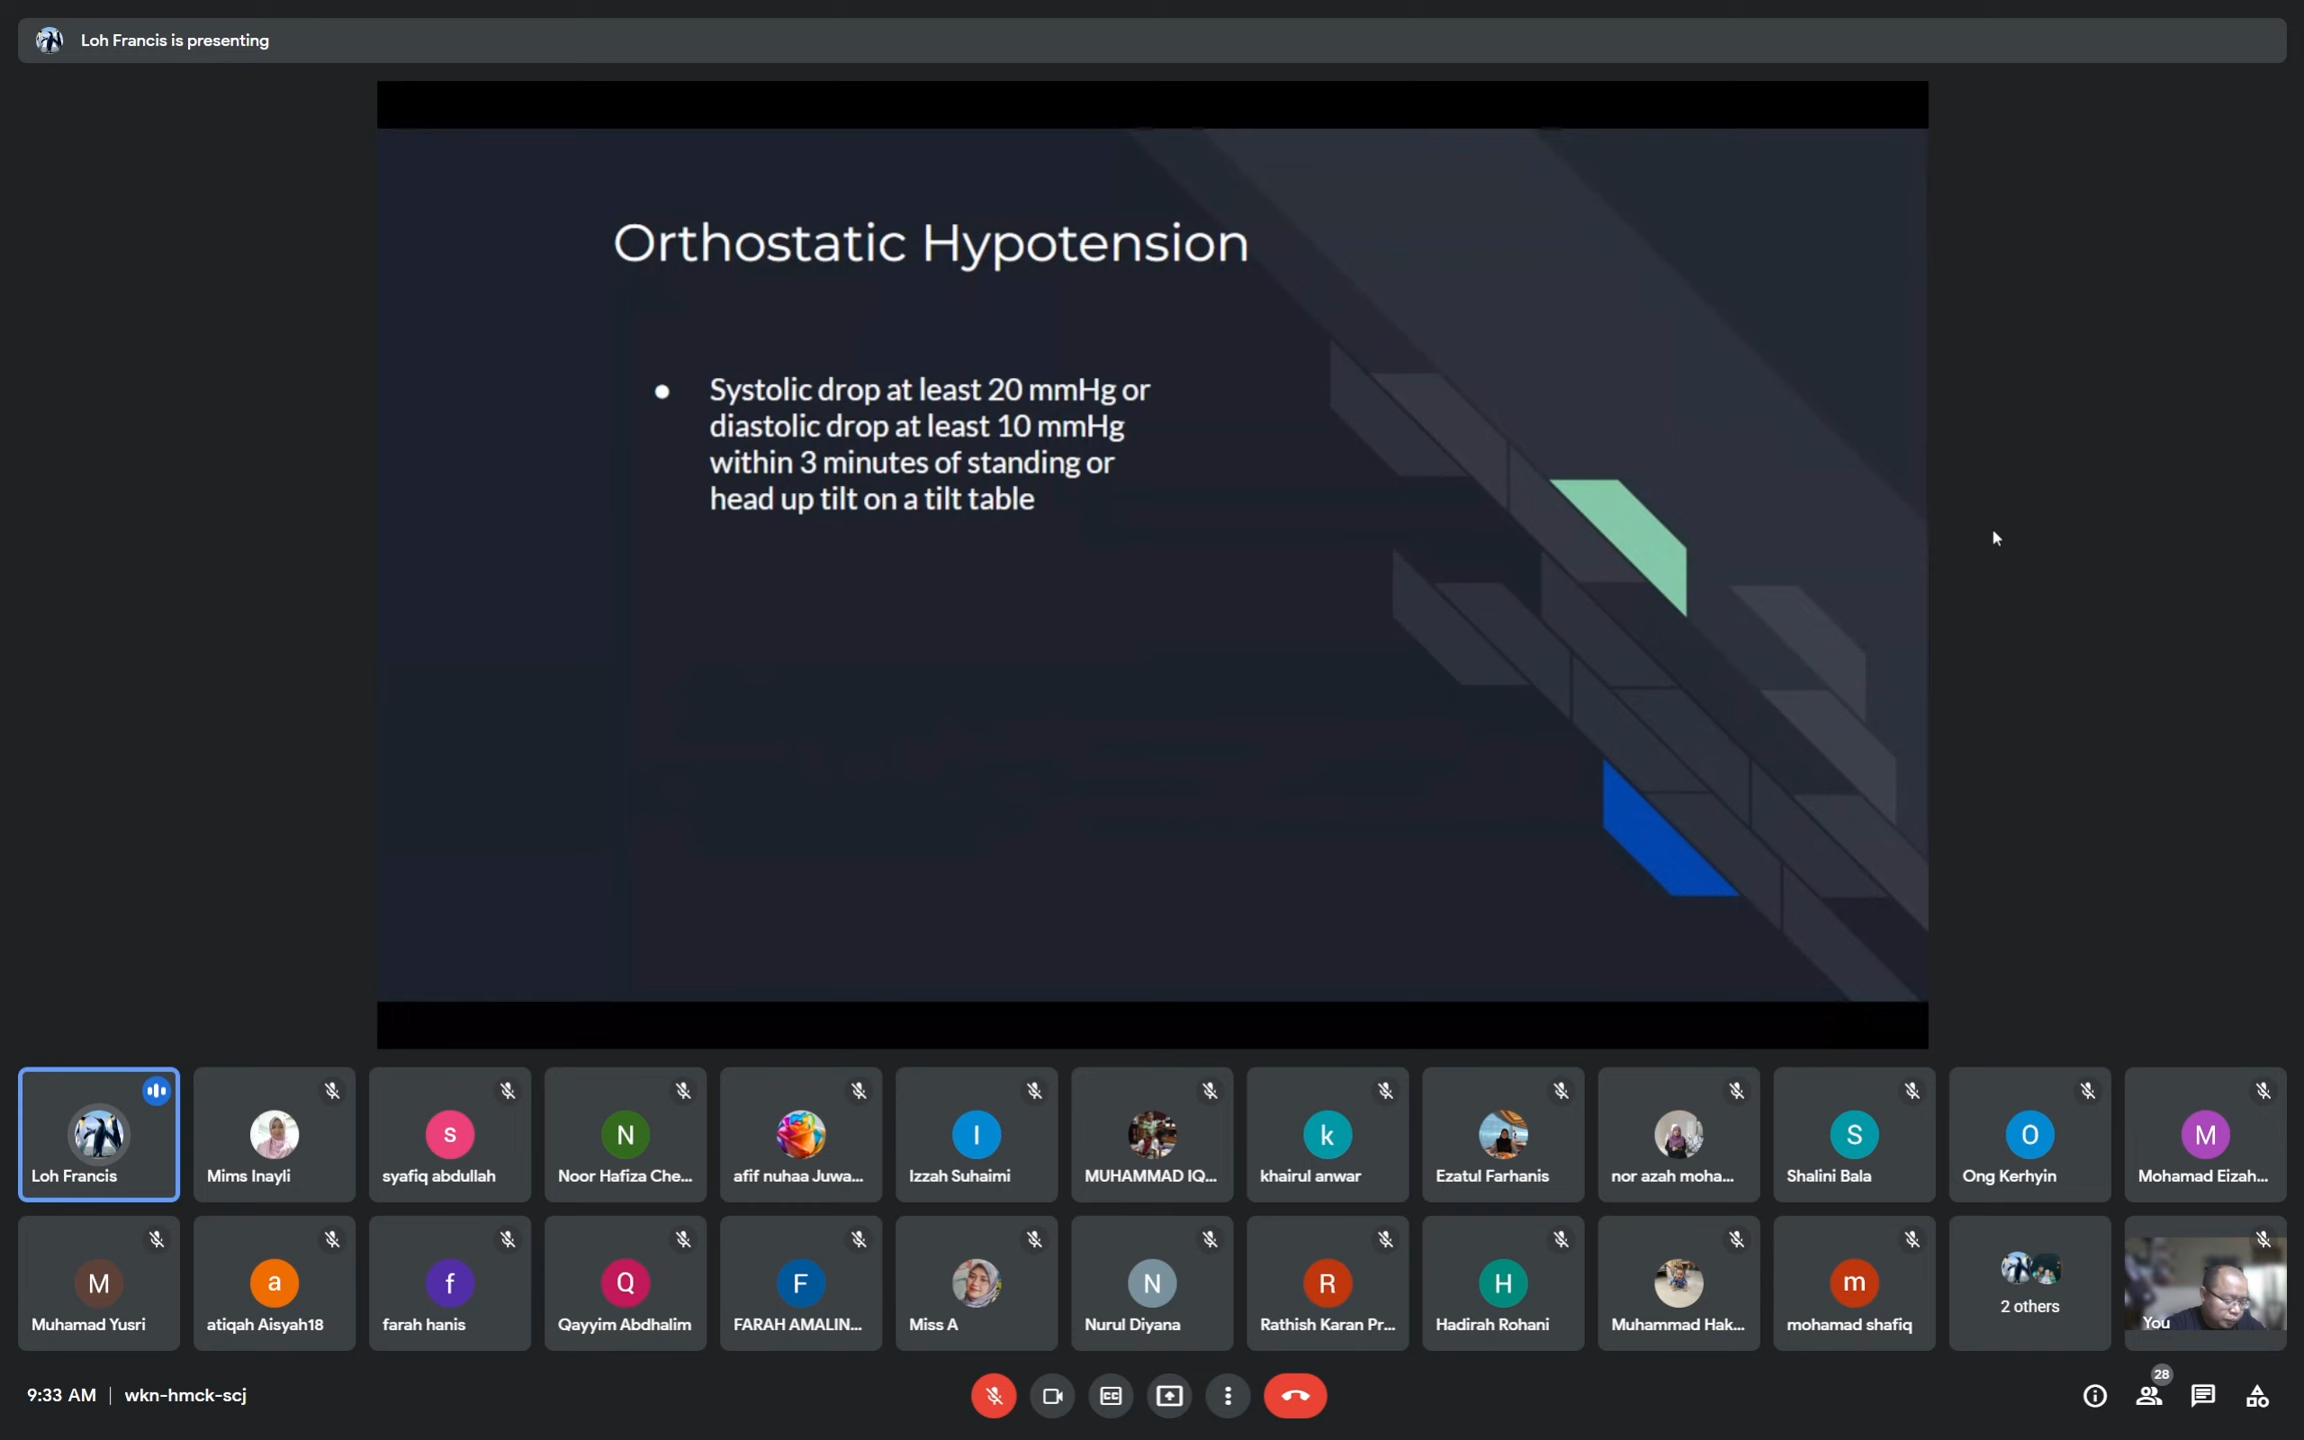 Loh Francis is presenting
Orthostatic Hypotension
● Systolic drop at least 20 mmHg or
diastolic drop at least 10 mmHg
within 3 minutes of standing or
head up tilt on a tilt table
Loh Francis
Mims Inayli
s
syafiq abdullah
N
Noor Hafiza Che...
afif nuhaa Juwa...
I
Izzah Suhaimi
MUHAMMAD IQ...
k
khairul anwar
Ezatul Farhanis
nor azah moha...
S
Shalini Bala
O
Ong Kerhyin
M
Mohamad Eizah...
M
Muhamad Yusri
a
atiqah Aisyah18
f
farah hanis
Q
Qayyim Abdhalim
F
FARAH AMALIN...
Miss A
N
Nurul Diyana
R
Rathish Karan Pr...
H
Hadirah Rohani
Muhammad Hak...
m
mohamad shafiq
2 others
You
9:33 AM | wkn-hmck-scj
CC
28